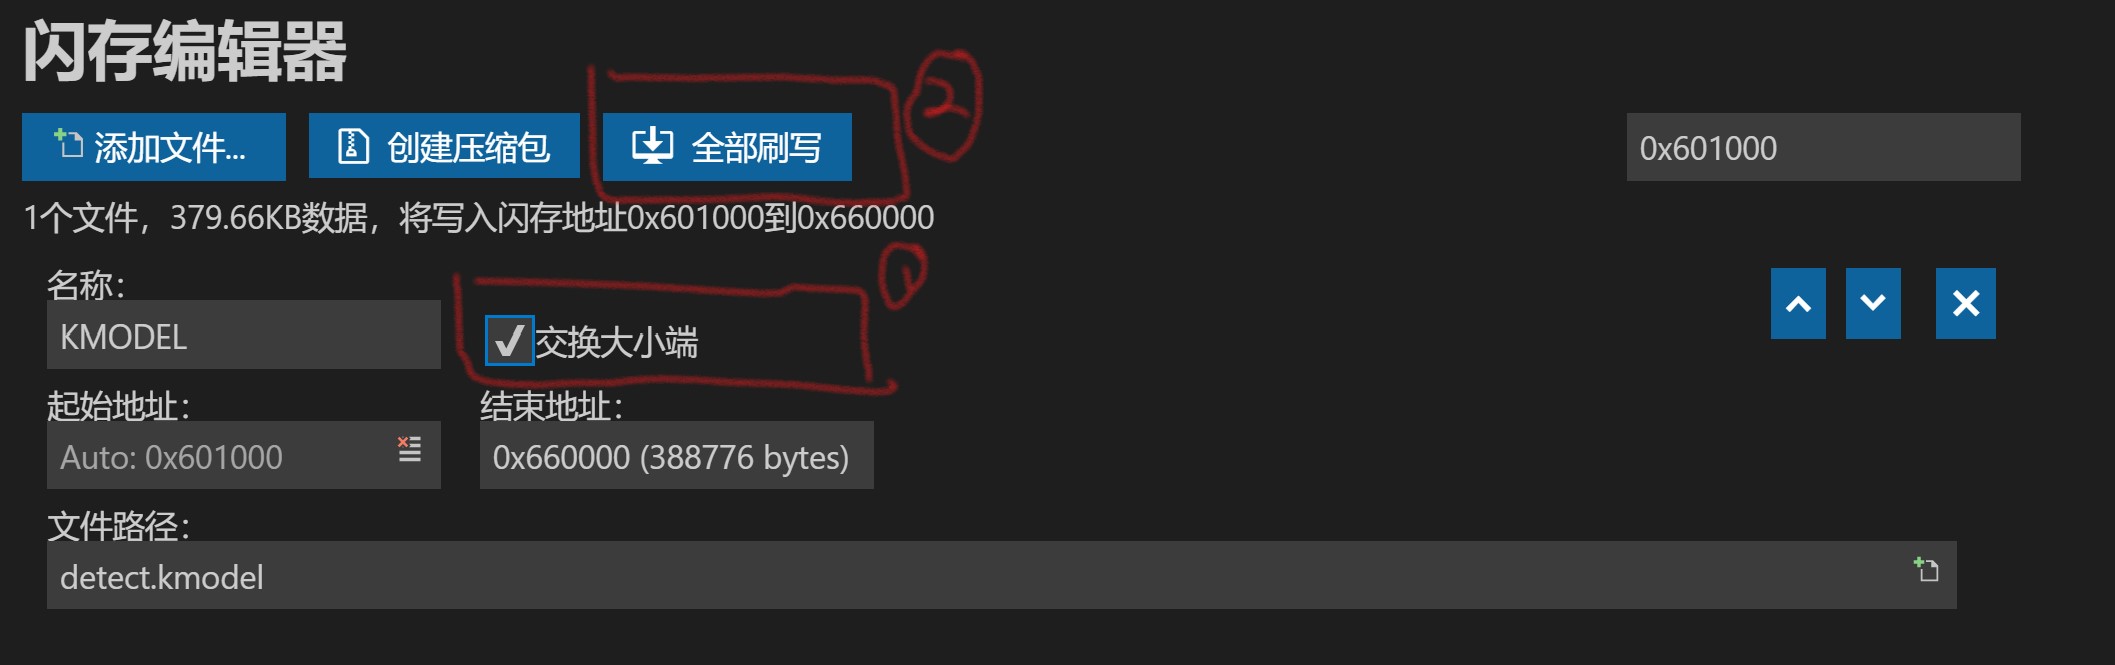 闪存编辑器
添加文件... 创建压缩包 全部刷写 2 0x601000
1个文件，379.66KB数据，将写入闪存地址0x601000到0x660000
名称： 1
KMODEL 交换大小端
起始地址： 结束地址：
Auto: 0x601000 0x660000 (388776 bytes)
文件路径：
detect.kmodel